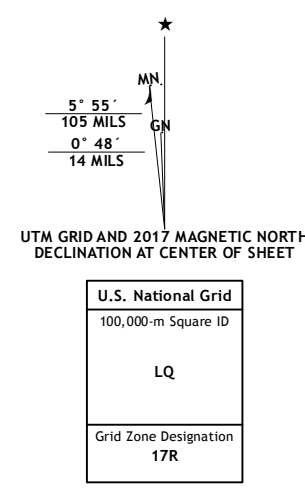 MN.
5° 55´
105 MILS
GN
0° 48´
14 MILS
UTM GRID AND 2017 MAGNETIC NORTH
DECLINATION AT CENTER OF SHEET
U.S. National Grid
100,000-m Square ID
LQ
Grid Zone Designation
17R